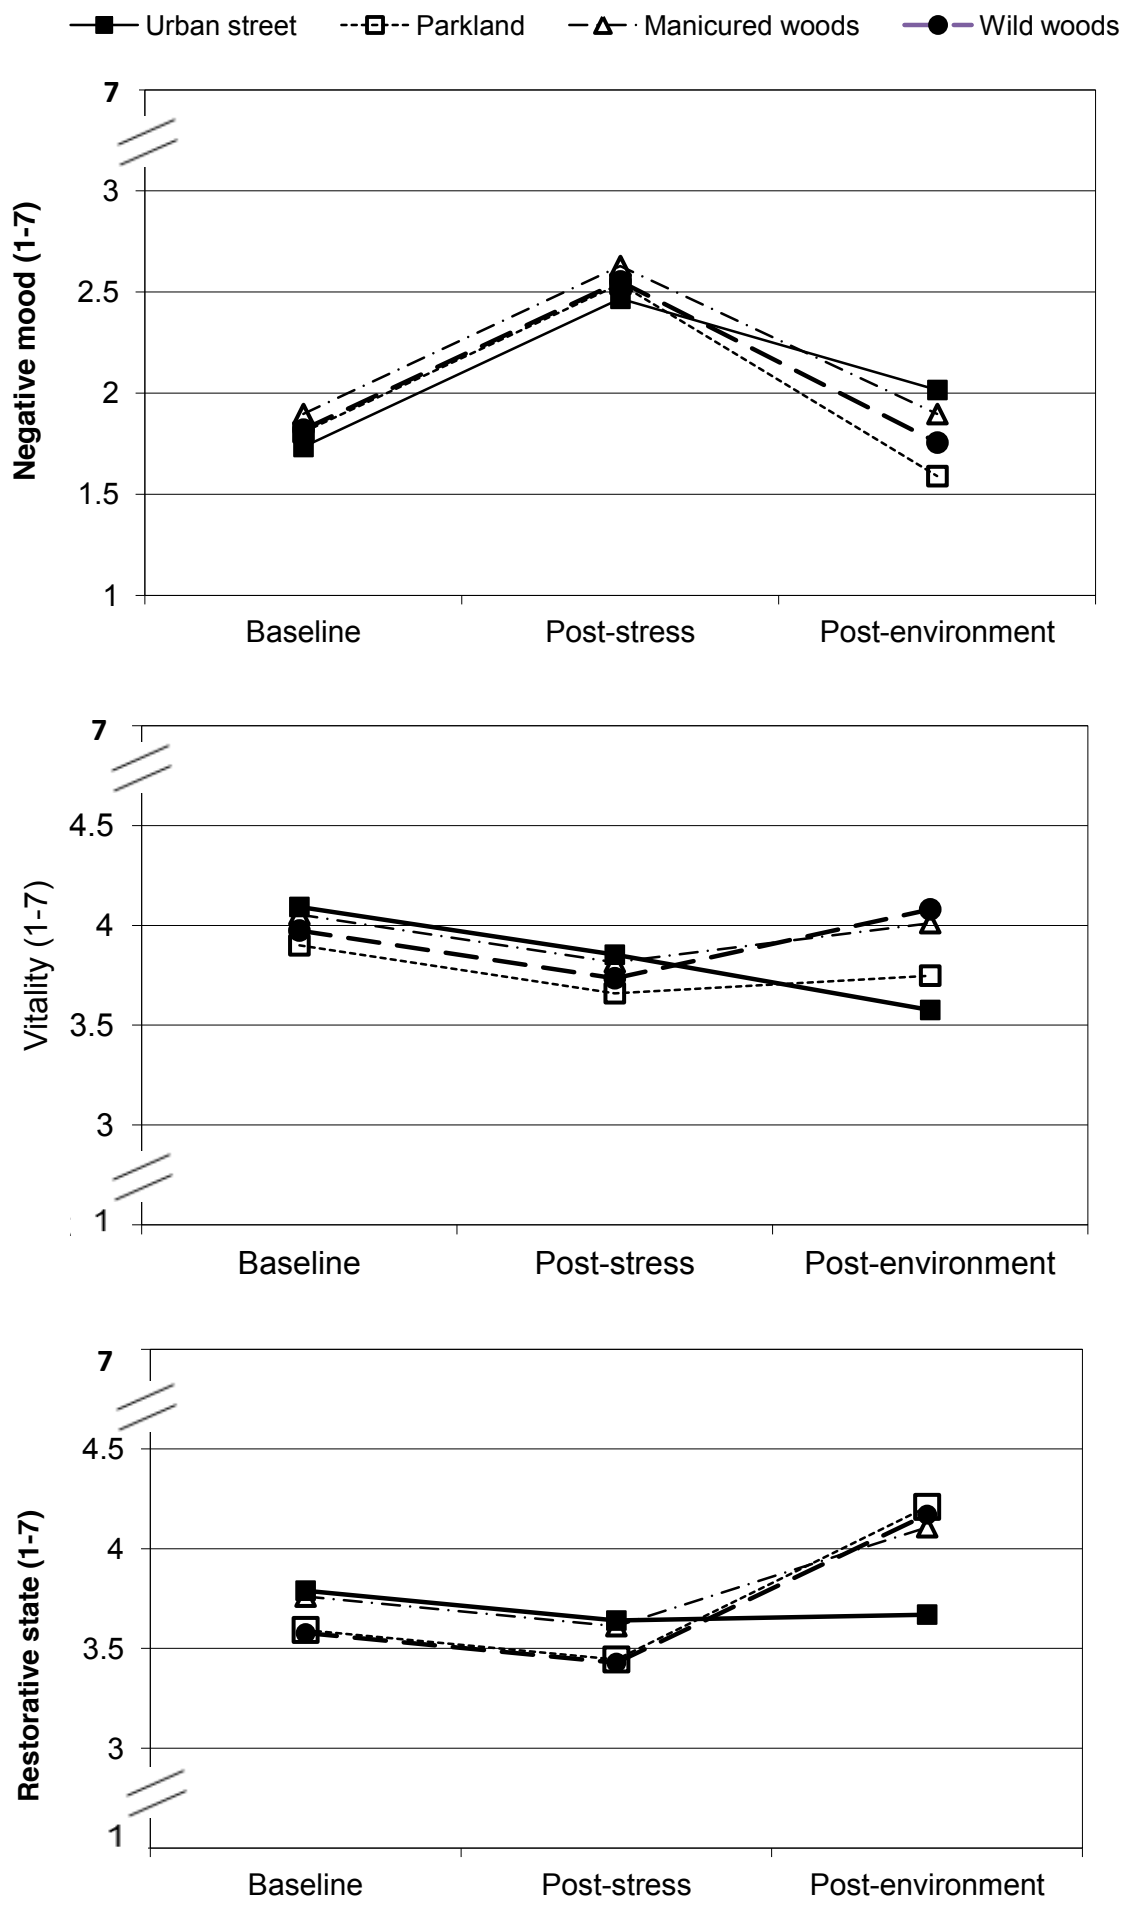 Urban street Parkland Manicured woods Wild woods
7
3
2.5
2
1.5
1
Negative mood (1-7)
Baseline Post-stress Post-environment
7
4.5
4
3.5
3
1
Vitality (1-7)
Baseline Post-stress Post-environment
7
4.5
4
3.5
3
1
Restorative state (1-7)
Baseline Post-stress Post-environment